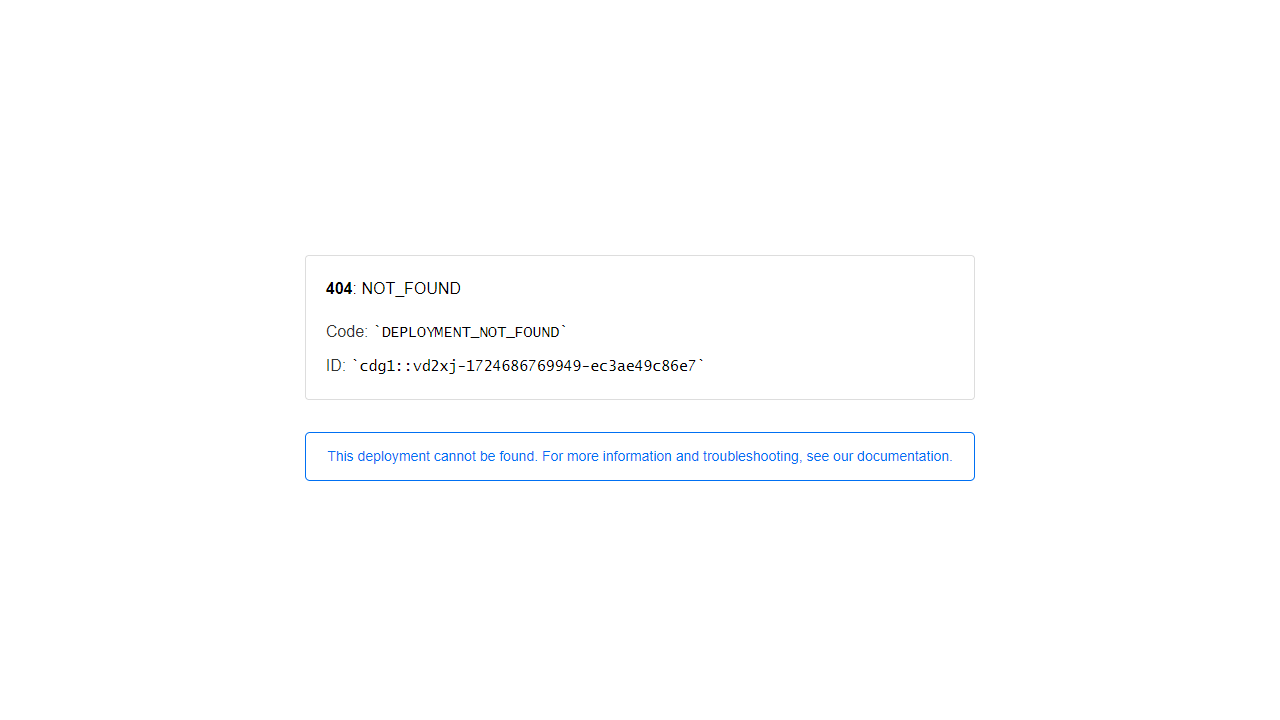 404: NOT_FOUND
Code: `DEPLOYMENT_NOT_FOUND`
ID: `cdg1::vd2xj-1724686769949-ec3ae49c86e7`
This deployment cannot be found. For more information and troubleshooting, see our documentation.